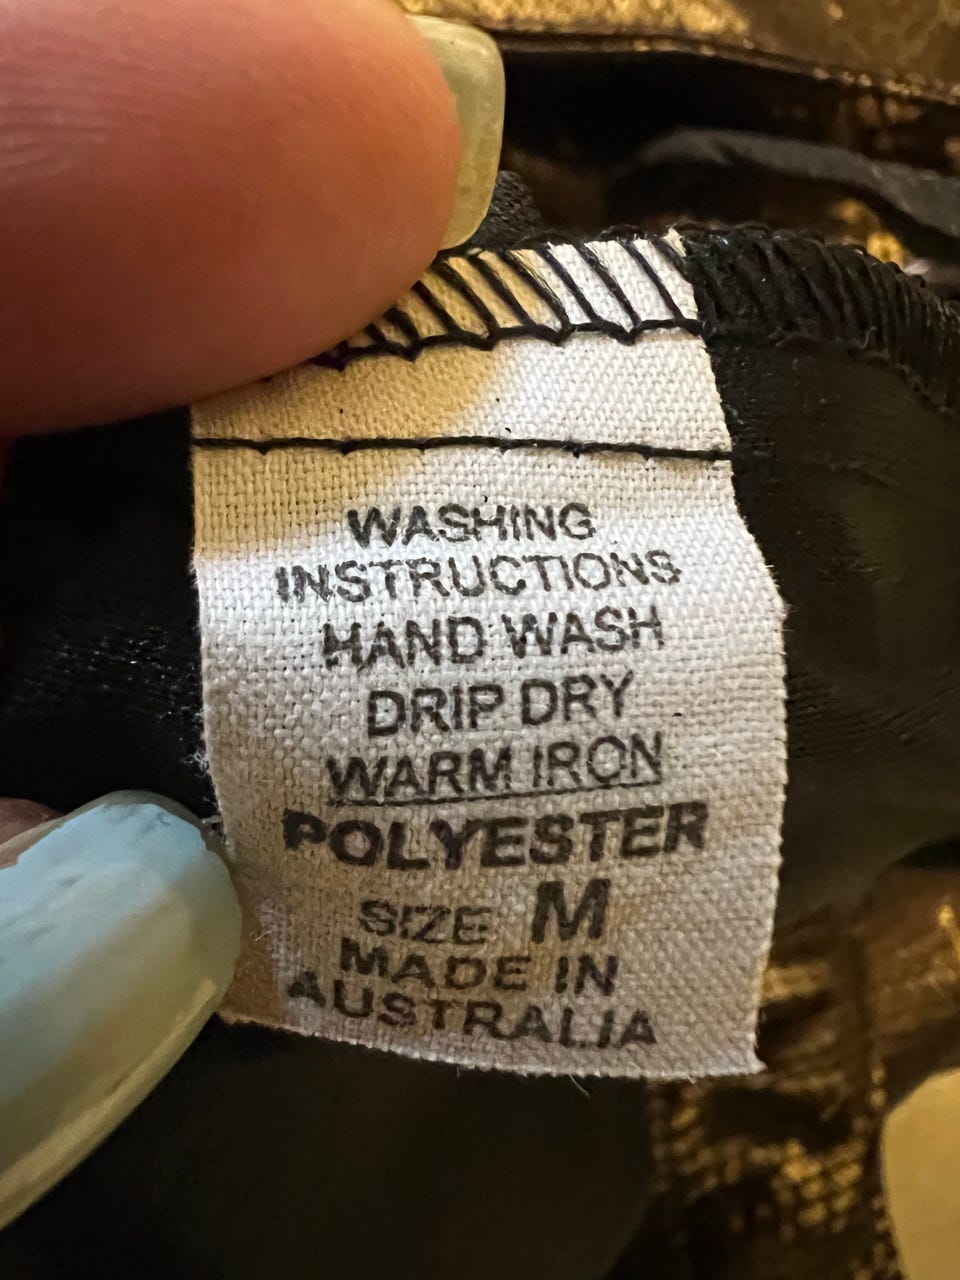 WASHING
INSTRUCTIONS
HAND WASH
DRIP DRY
WARM IRON
POLYESTER
SIZE M
MADE IN
AUSTRALIA